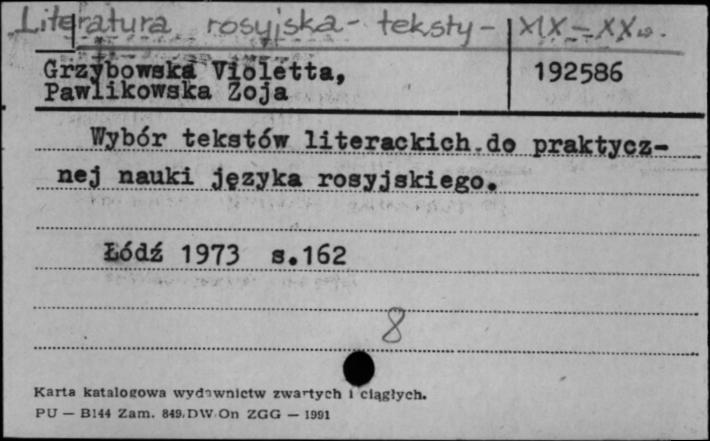 Literatura rosyjska - teksty - XIX - XX w.
Grzybowska Violetta,
Pawlikowska Zoja
192586
Wybór tekstów literackich do praktycz-
nej nauki języka rosyjskiego.
Łódź 1973 s.162
8
Karta katalogowa wydawnictw zwartych i ciągłych.
PU — B144 Zam. 849/DW/On ZGG — 1991